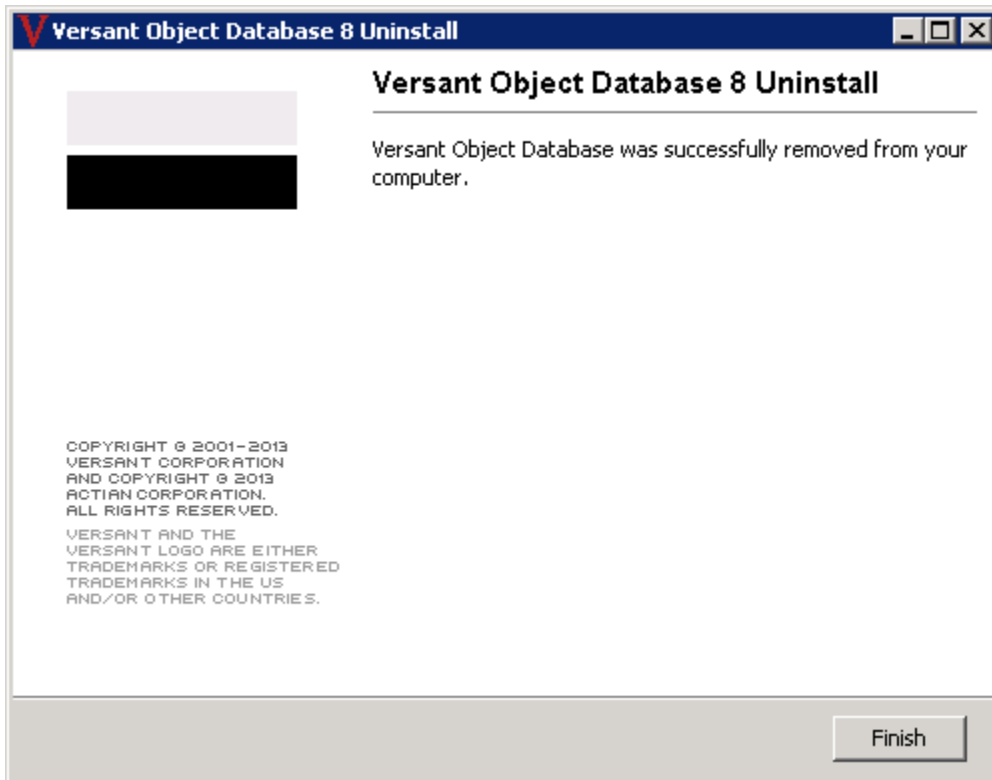 Versant Object Database 8 Uninstall
Versant Object Database 8 Uninstall
Versant Object Database was successfully removed from your
computer.
COPYRIGHT © 2001-2013
VERSANT CORPORATION
AND COPYRIGHT © 2013
ACTIAN CORPORATION.
ALL RIGHTS RESERVED.
VERSANT AND THE
VERSANT LOGO ARE EITHER
TRADEMARKS OR REGISTERED
TRADEMARKS IN THE US
AND/OR OTHER COUNTRIES.
Finish